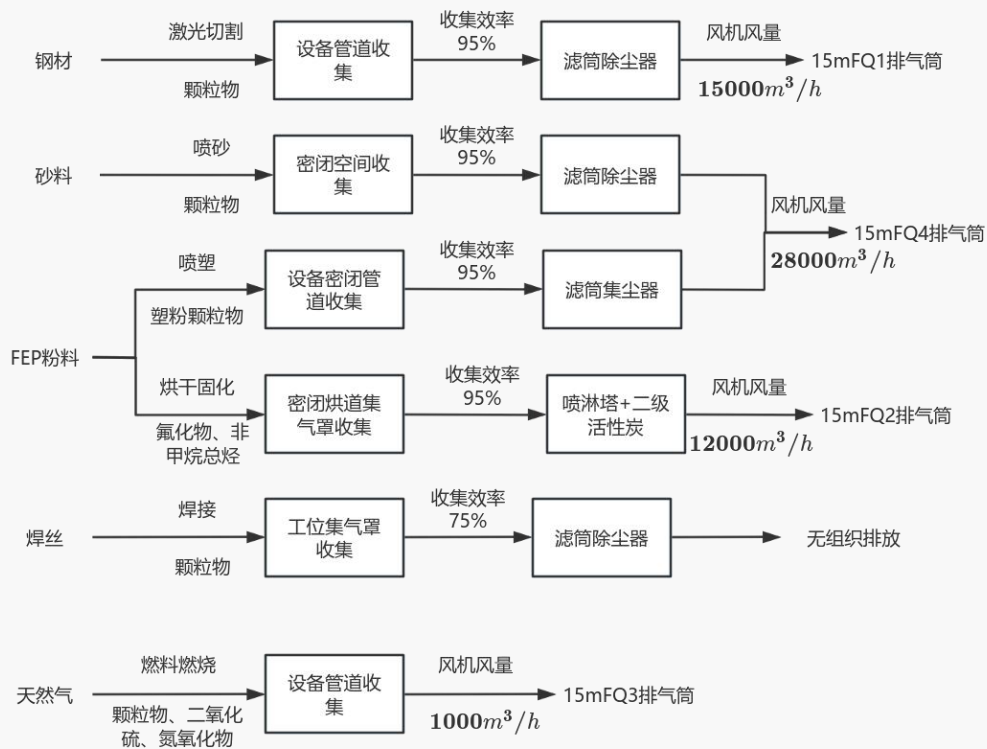 钢材
激光切割
颗粒物
设备管道收
集
收集效率
95%
滤筒除尘器
风机风量
15000m³/h
15mFQ1排气筒
砂料
喷砂
颗粒物
密闭空间收
集
收集效率
95%
滤筒除尘器
风机风量
28000m³/h
15mFQ4排气筒
FEP粉料
喷塑
塑粉颗粒物
设备密闭管
道收集
收集效率
95%
滤筒集尘器
烘干固化
氟化物、非
甲烷总烃
密闭烘道集
气罩收集
收集效率
95%
喷淋塔+二级
活性炭
风机风量
12000m³/h
15mFQ2排气筒
焊丝
焊接
颗粒物
工位集气罩
收集
收集效率
75%
滤筒除尘器
无组织排放
天然气
燃料燃烧
颗粒物、二氧化
硫、氮氧化物
设备管道收
集
风机风量
1000m³/h
15mFQ3排气筒